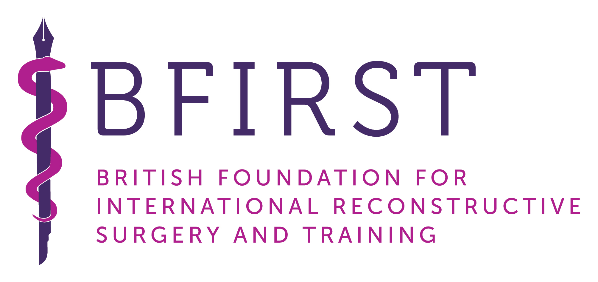 BFIRST
BRITISH FOUNDATION FOR
INTERNATIONAL RECONSTRUCTIVE
SURGERY AND TRAINING